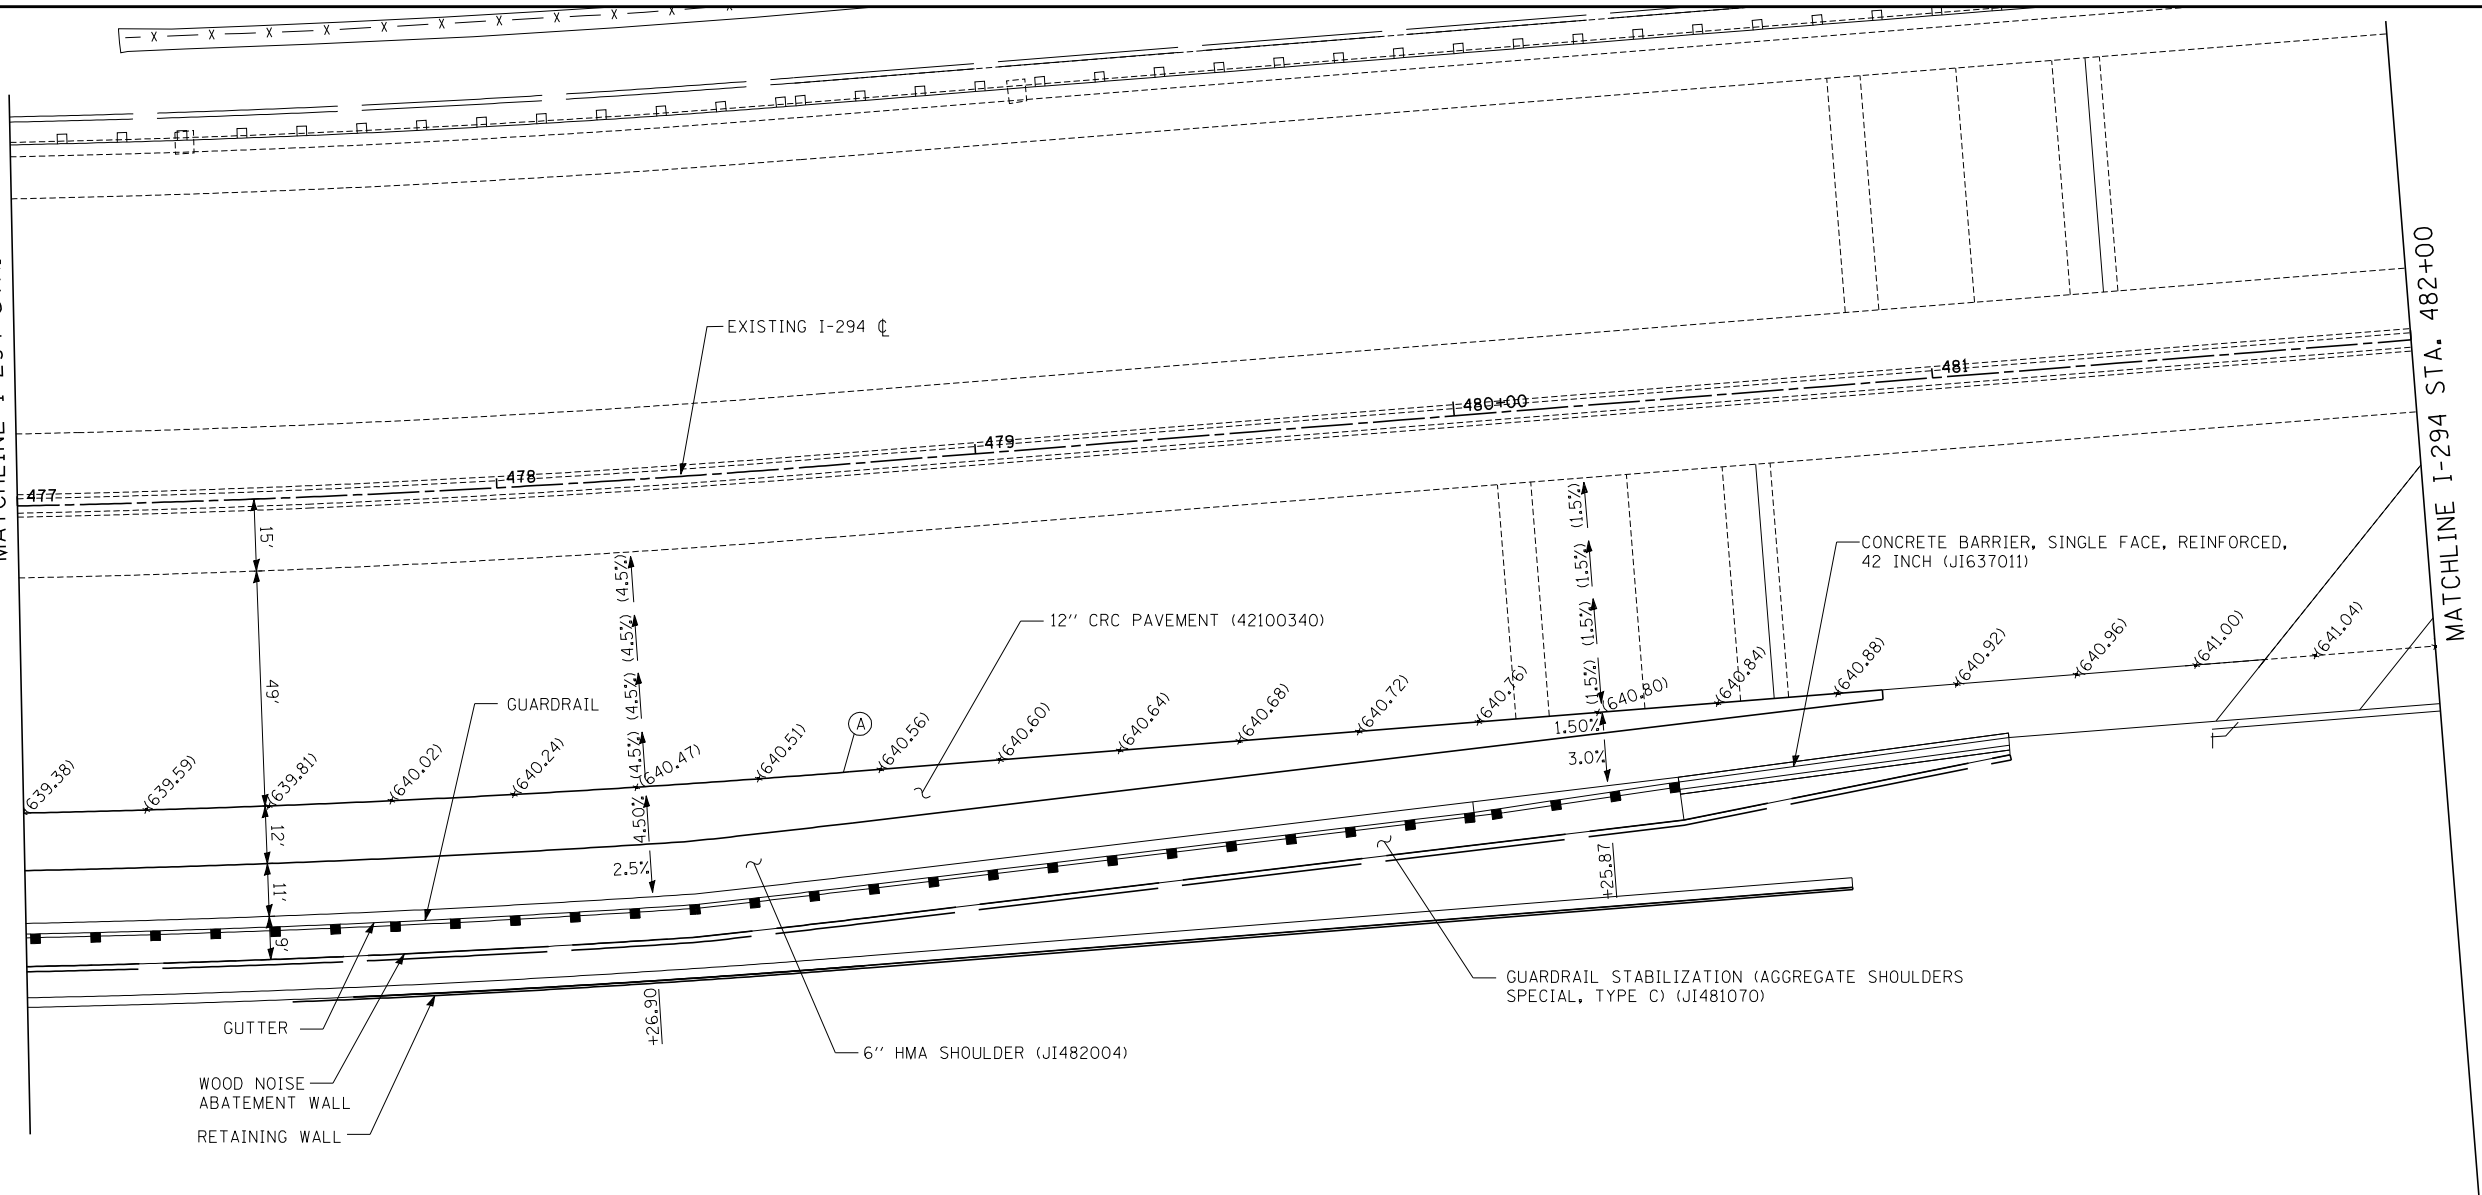 EXISTING I-294 ℄
477
478
479
480+00
481
MATCHLINE I-294 STA. 482+00
15'
49'
12'
11'
9'
(4.5%) (4.5%) (4.5%) (4.5%)
4.50%
2.5%
(1.5%) (1.5%) (1.5%) (1.5%)
1.50%
3.0%
CONCRETE BARRIER, SINGLE FACE, REINFORCED,
42 INCH (JI637011)
12'' CRC PAVEMENT (42100340)
GUARDRAIL
A
639.38)
(639.59)
(639.81)
(640.02)
(640.24)
(640.47)
(640.51)
(640.56)
(640.60)
(640.64)
(640.68)
(640.72)
(640.76)
(640.80)
(640.84)
(640.88)
(640.92)
(640.96)
(641.00)
(641.04)
+25.87
+26.90
GUARDRAIL STABILIZATION (AGGREGATE SHOULDERS
SPECIAL, TYPE C) (JI481070)
6'' HMA SHOULDER (JI482004)
GUTTER
WOOD NOISE
ABATEMENT WALL
RETAINING WALL